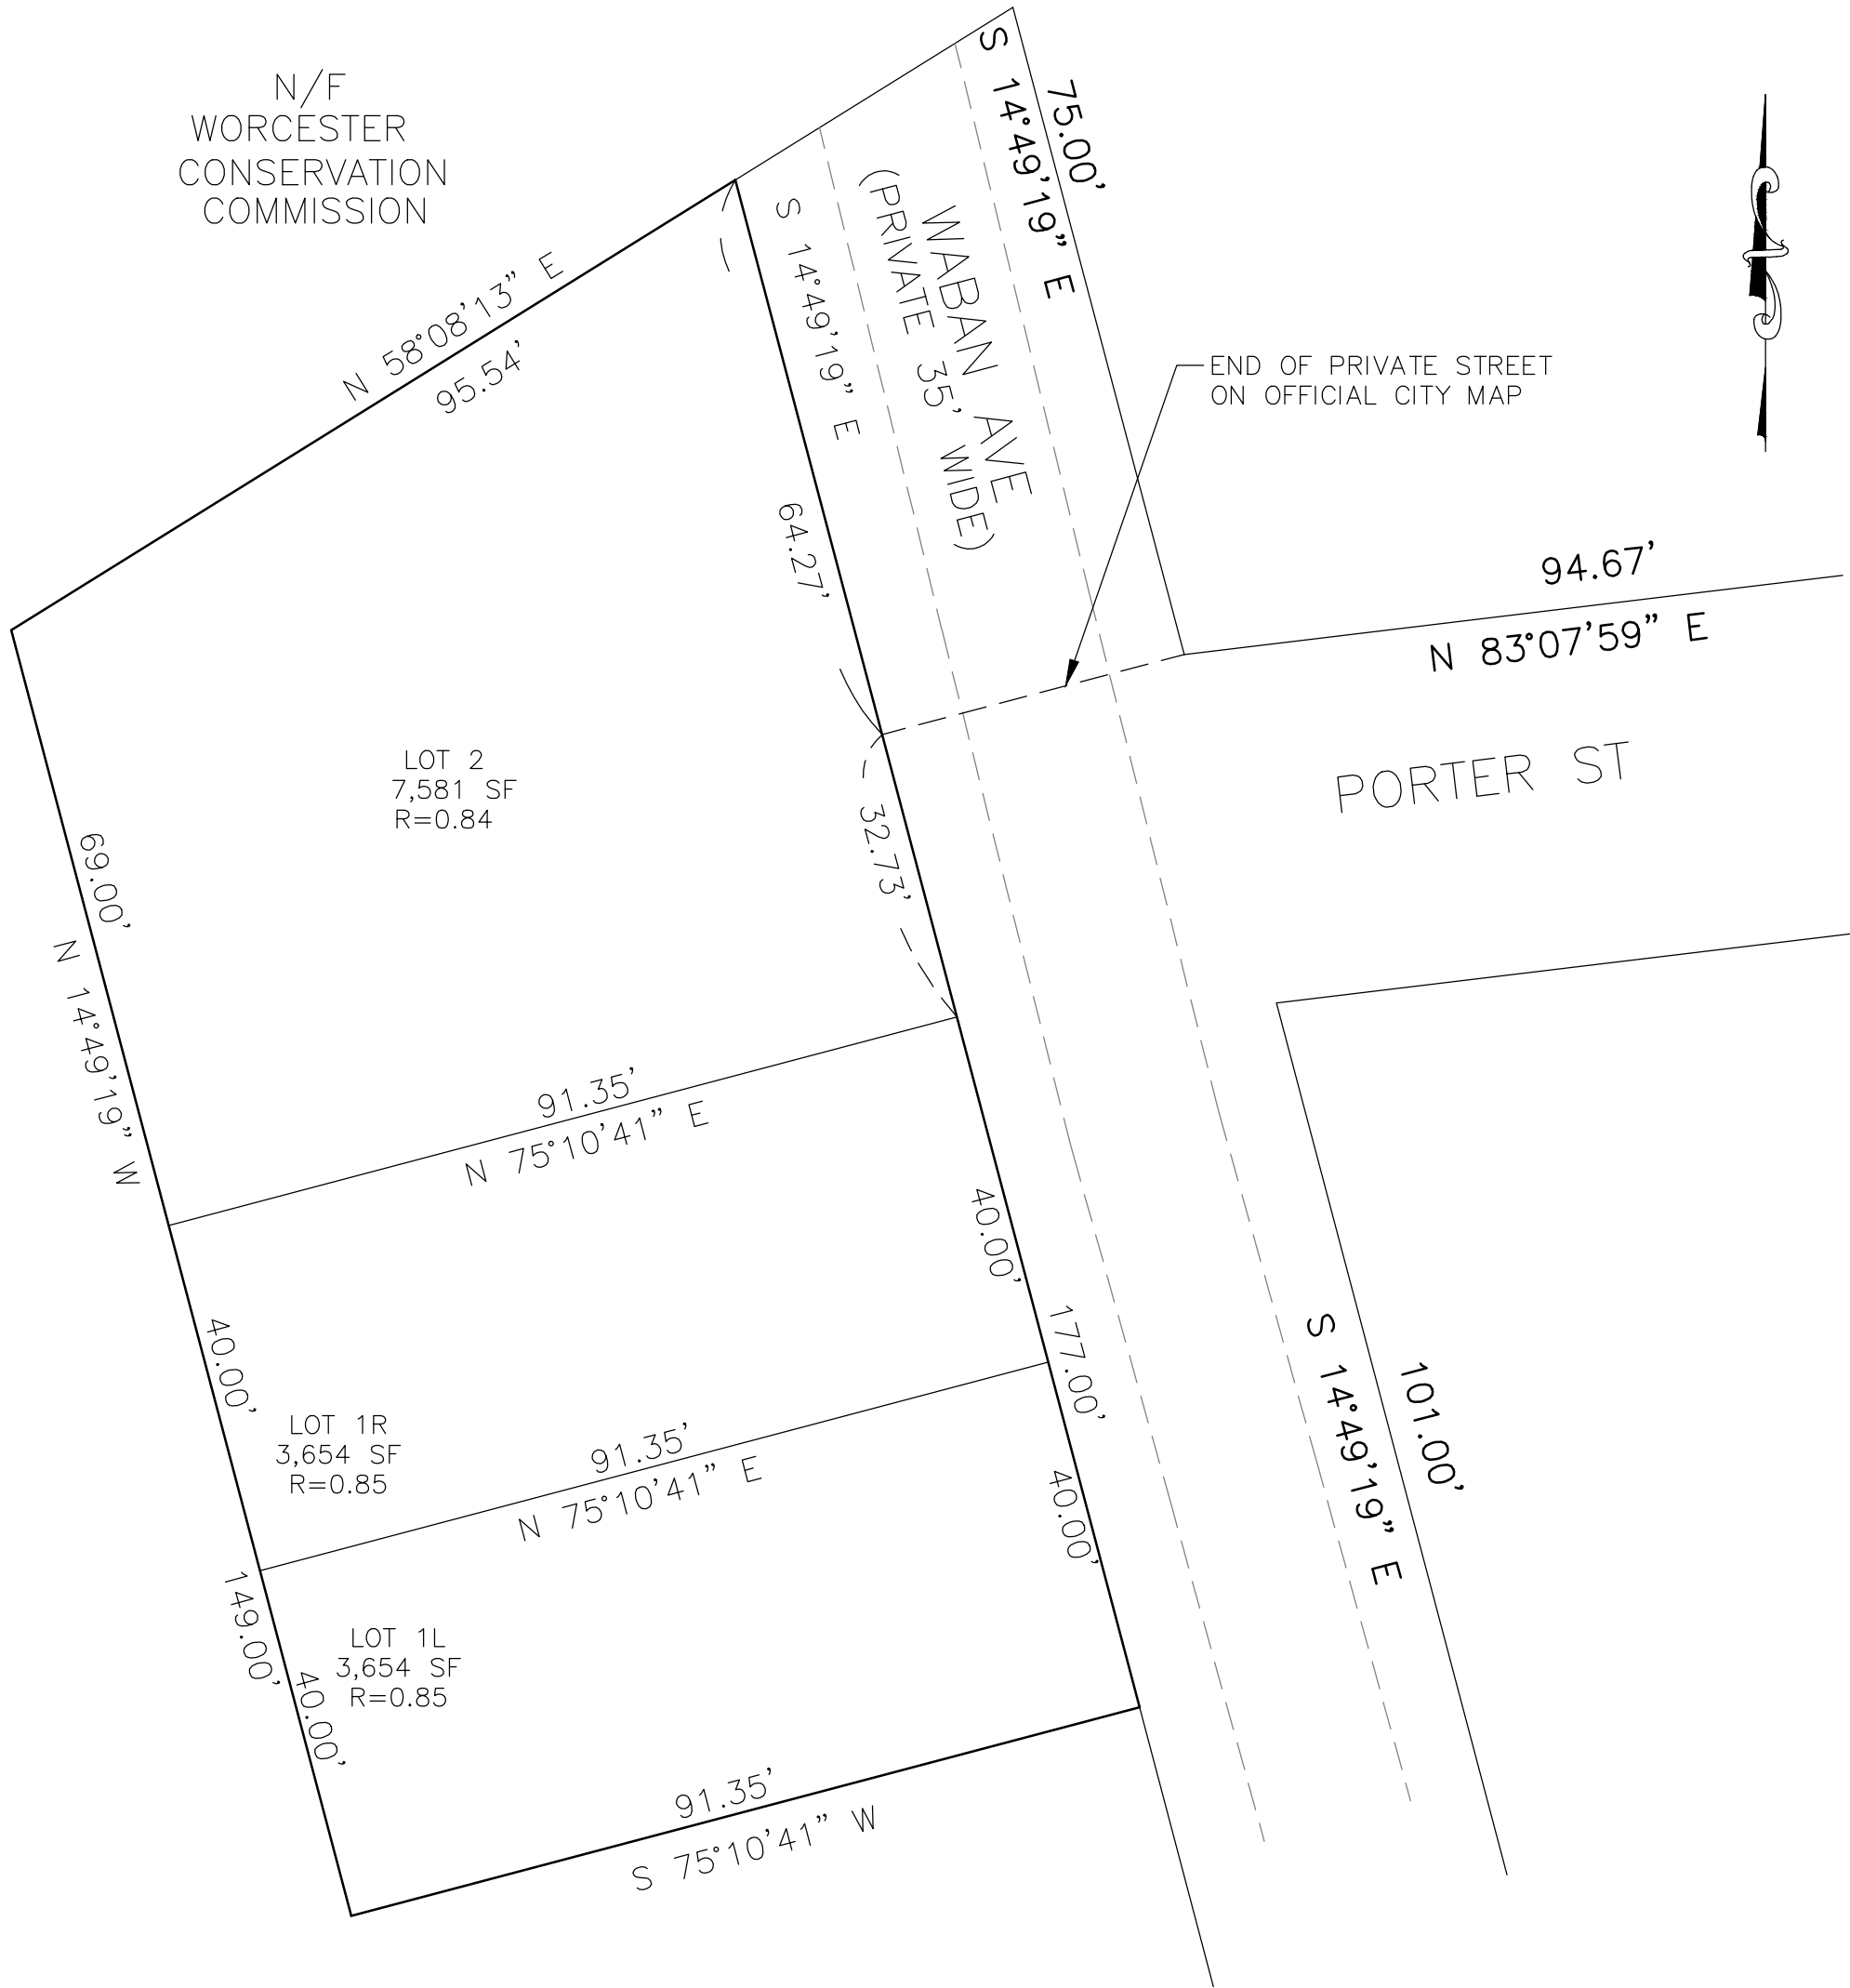 N/F
WORCESTER
CONSERVATION
COMMISSION
N 58°08'13" E
95.54'
S 14°49'19" E
64.27'
WABAN AVE
(PRIVATE 35' WIDE)
75.00'
S 14°49'19" E
END OF PRIVATE STREET
ON OFFICIAL CITY MAP
94.67'
N 83°07'59" E
PORTER ST
LOT 2
7,581 SF
R=0.84
32.73'
69.00'
N 14°49'19" W
91.35'
N 75°10'41" E
40.00'
177.00'
40.00'
LOT 1R
3,654 SF
R=0.85
91.35'
N 75°10'41" E
40.00'
101.00'
S 14°49'19" E
149.00'
LOT 1L
3,654 SF
R=0.85
40.00'
91.35'
S 75°10'41" W